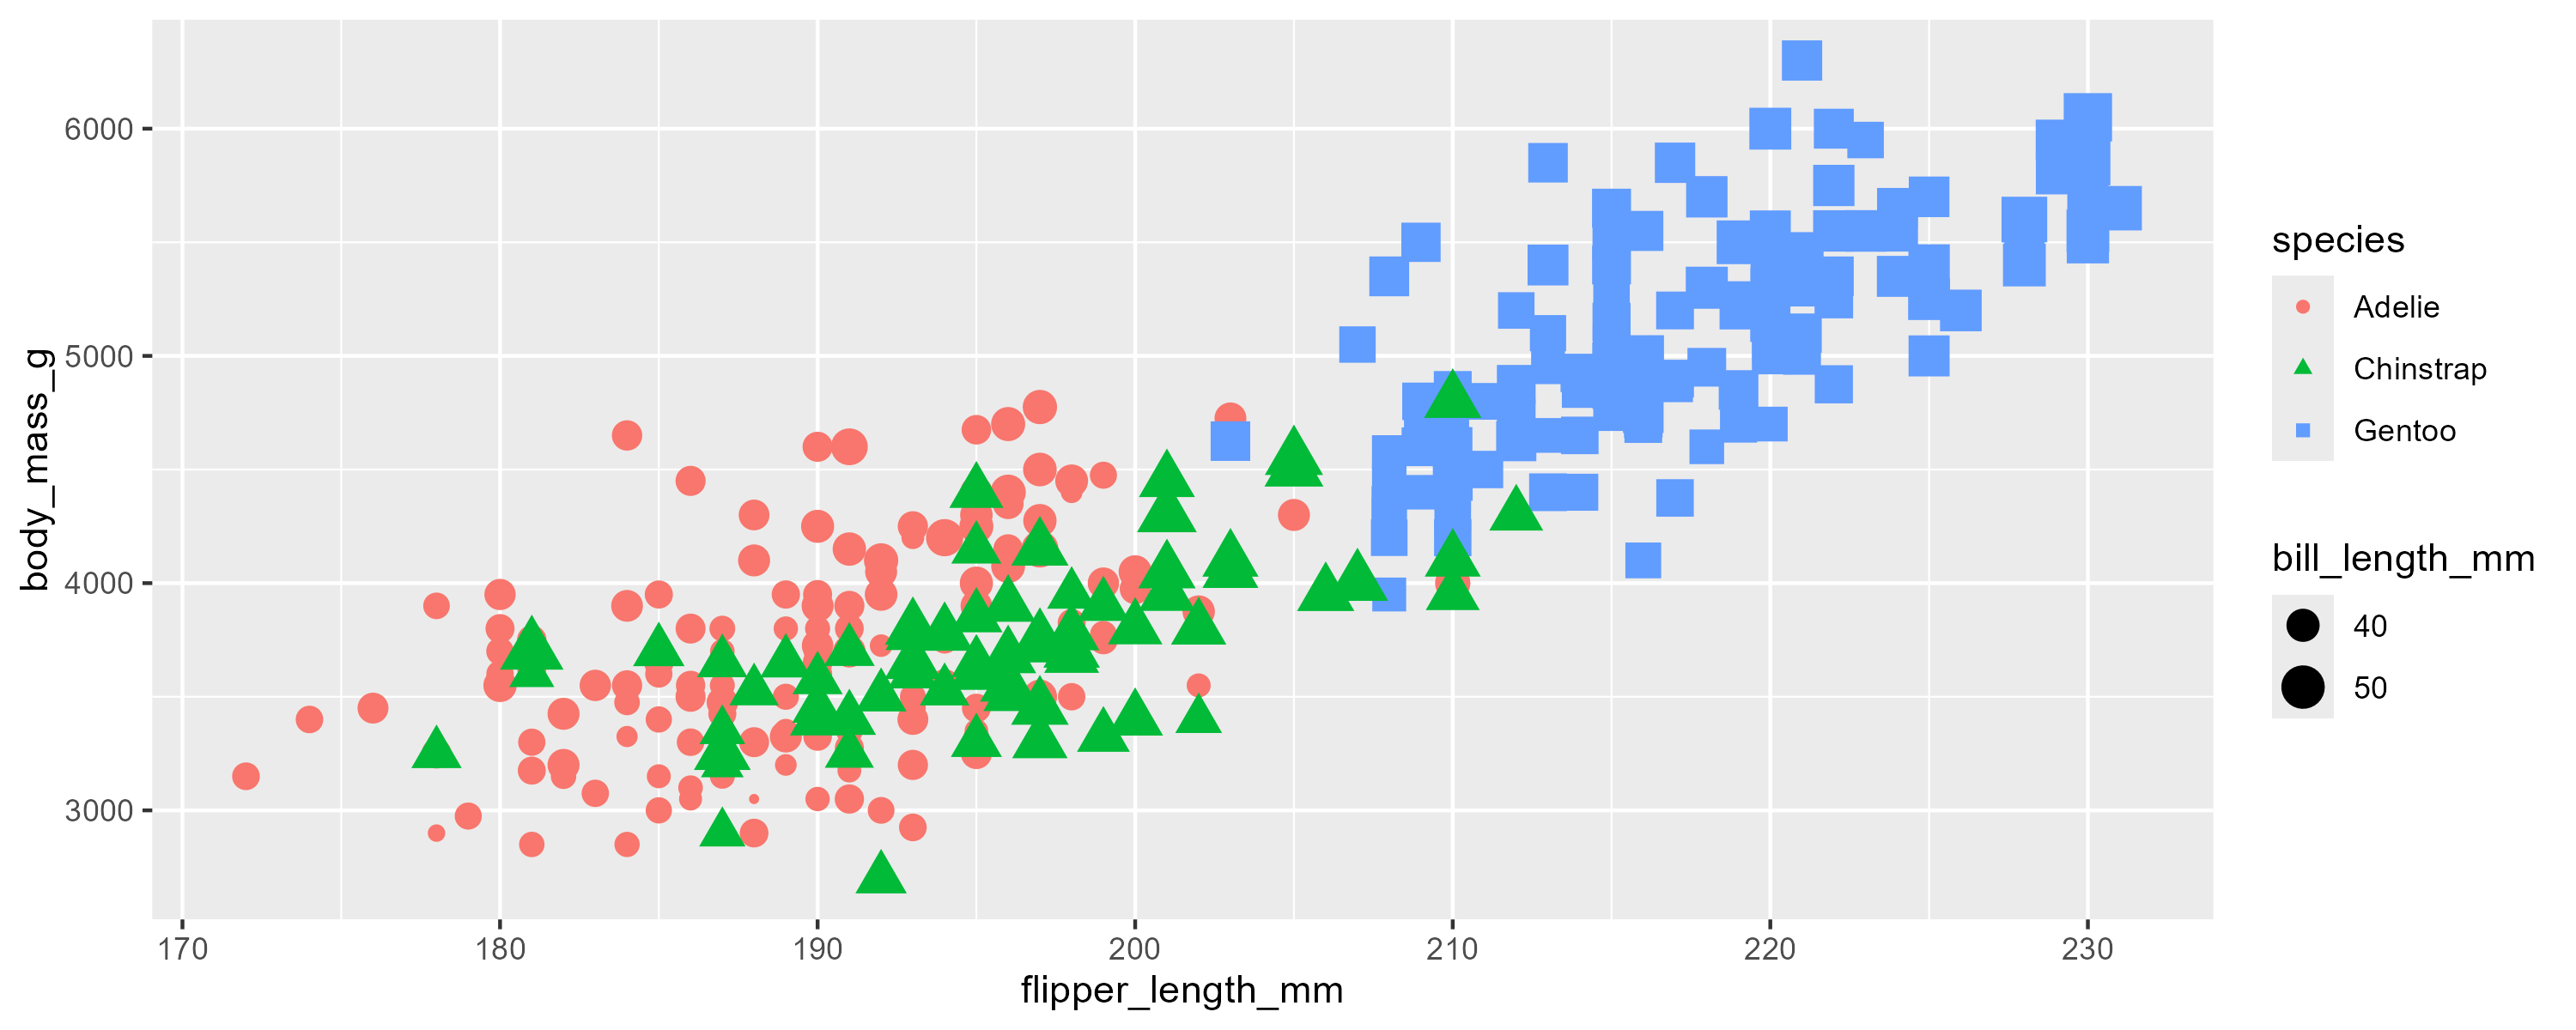 body_mass_g
6000
5000
4000
3000
170 180 190 200 210 220 230
flipper_length_mm
species
Adelie
Chinstrap
Gentoo
bill_length_mm
40
50